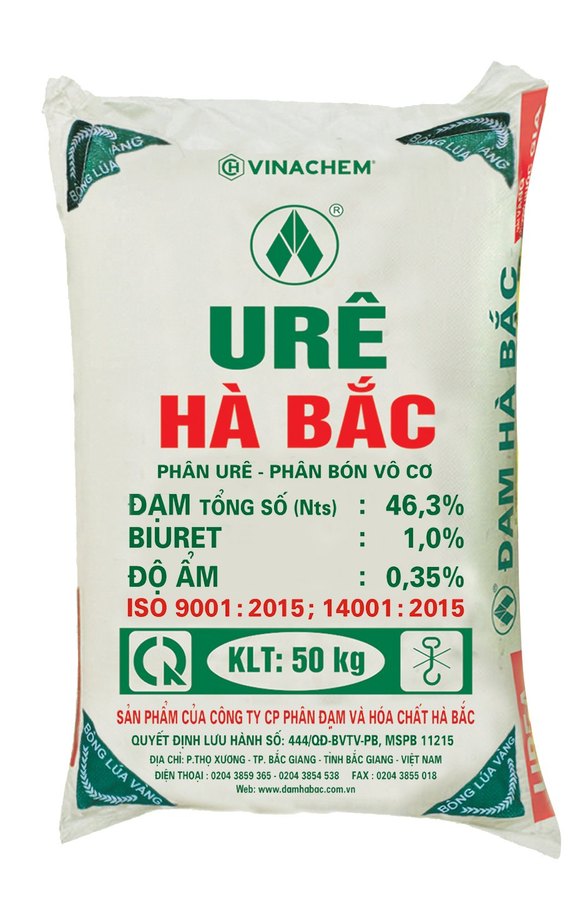 BÔNG LÚA VÀNG
BÔNG LÚA VÀNG
VINACHEM®
®
URÊ
HÀ BẮC
PHÂN URÊ - PHÂN BÓN VÔ CƠ
ĐẠM TỔNG SỐ (Nts) : 46,3%
BIURET : 1,0%
ĐỘ ẨM : 0,35%
ISO 9001 : 2015 ; 14001 : 2015
KLT: 50 kg
SẢN PHẨM CỦA CÔNG TY CP PHÂN ĐẠM VÀ HÓA CHẤT HÀ BẮC
QUYẾT ĐỊNH LƯU HÀNH SỐ: 444/QĐ-BVTV-PB, MSPB 11215
ĐỊA CHỈ: P.THỌ XƯƠNG - TP. BẮC GIANG - TỈNH BẮC GIANG - VIỆT NAM
ĐIỆN THOẠI : 0204 3859 365 - 0204 3854 538 FAX : 0204 3855 018
Web: www.damhabac.com.vn
BÔNG LÚA VÀNG
BÔNG LÚA VÀNG
ĐẠM HÀ BẮC
®